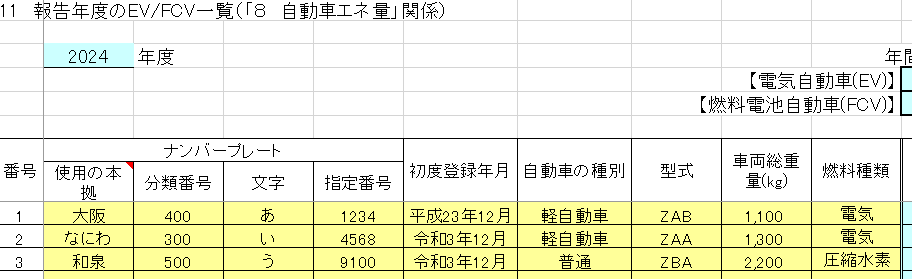 11 報告年度のEV/FCV一覧(「8 自動車エネ量」関係)
2024 年度
【電気自動車(EV)】
【燃料電池自動車(FCV)】
番号 ナンバープレート 初度登録年月 自動車の種別 型式 車両総重量(kg) 燃料種類
使用の本拠 分類番号 文字 指定番号
1 大阪 400 あ 1234 平成23年12月 軽自動車 ZAB 1,100 電気
2 なにわ 300 い 4568 令和3年12月 軽自動車 ZAA 1,300 電気
3 和泉 500 う 9100 令和3年12月 普通 ZBA 2,200 圧縮水素